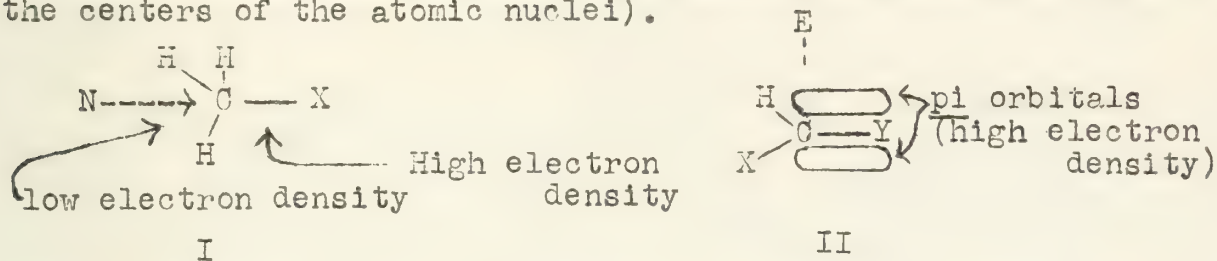 the centers of the atomic nuclei).
E
H H
H
N C — X
H C = Y
pi orbitals
(high electron
density)
H
X
High electron
density
low electron density
I
II